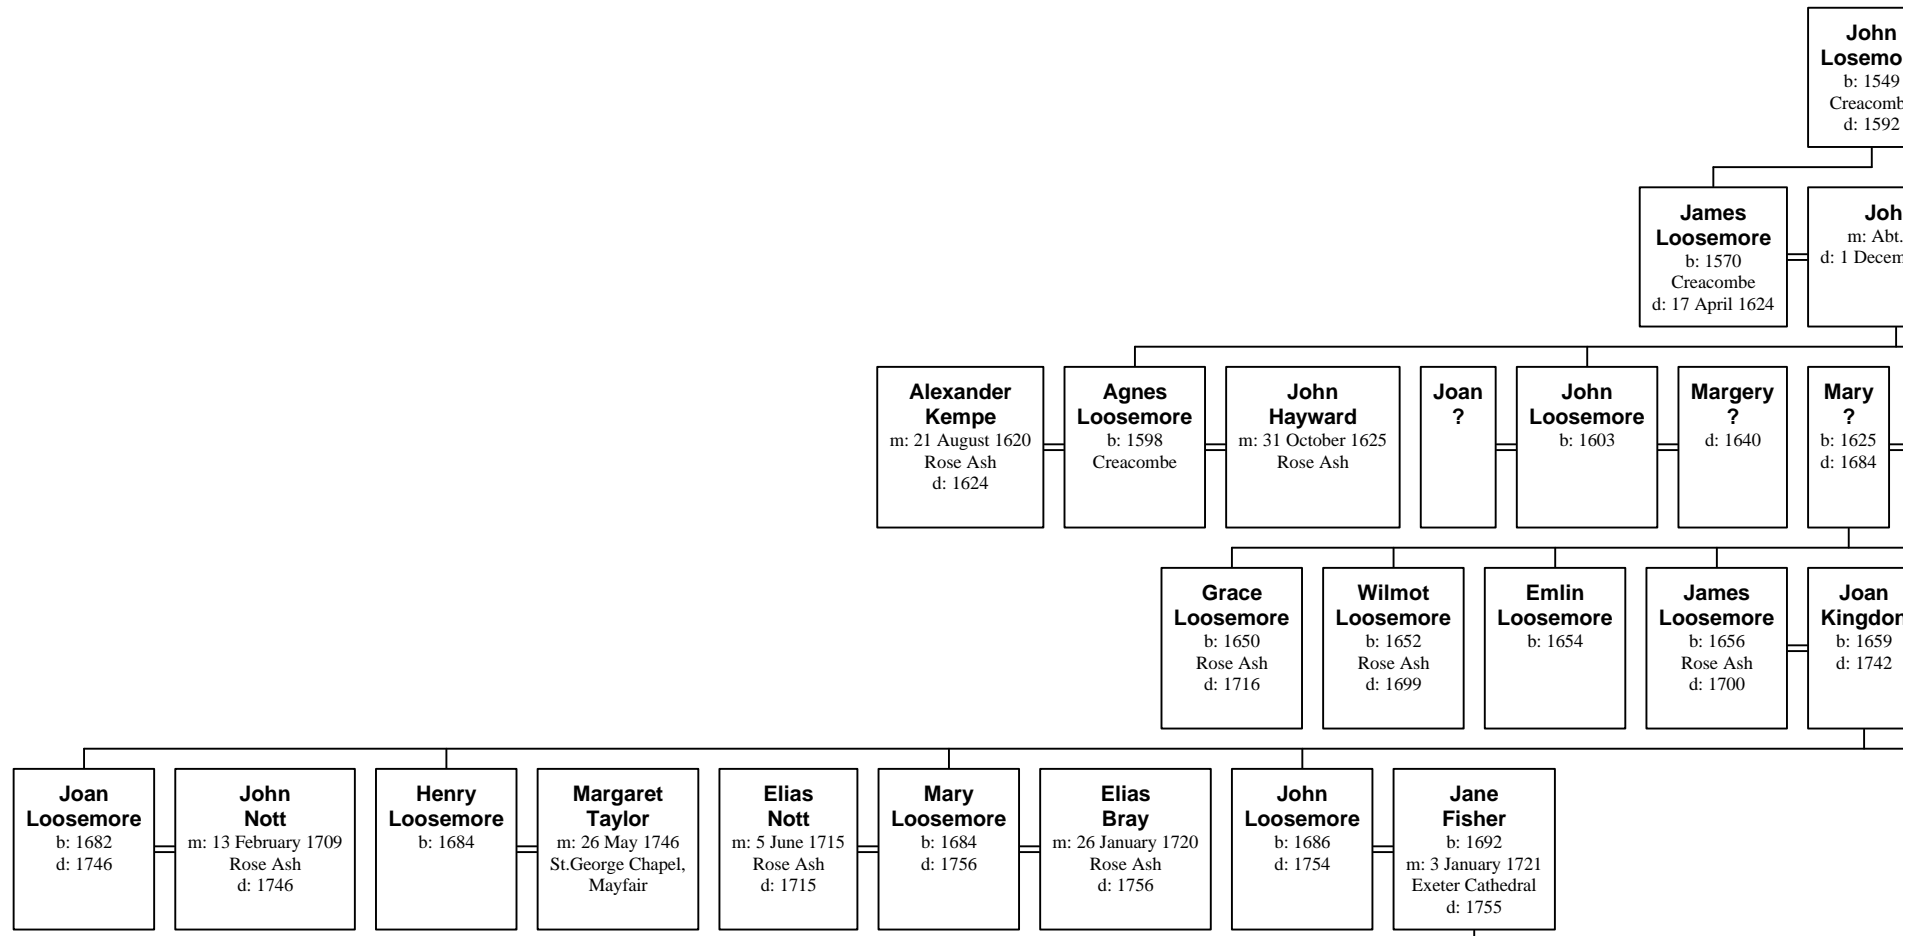 John
Losemo
b: 1549
Creacomb
d: 1592
James
Loosemore
b: 1570
Creacombe
d: 17 April 1624
Joh
m: Abt.
d: 1 Decem
Alexander
Kempe
m: 21 August 1620
Rose Ash
d: 1624
Agnes
Loosemore
b: 1598
Creacombe
John
Hayward
m: 31 October 1625
Rose Ash
Joan
?
John
Loosemore
b: 1603
Margery
?
d: 1640
Mary
?
b: 1625
d: 1684
Grace
Loosemore
b: 1650
Rose Ash
d: 1716
Wilmot
Loosemore
b: 1652
Rose Ash
d: 1699
Emlin
Loosemore
b: 1654
James
Loosemore
b: 1656
Rose Ash
d: 1700
Joan
Kingdon
b: 1659
d: 1742
Joan
Loosemore
b: 1682
d: 1746
John
Nott
m: 13 February 1709
Rose Ash
d: 1746
Henry
Loosemore
b: 1684
Margaret
Taylor
m: 26 May 1746
St.George Chapel,
Mayfair
Elias
Nott
m: 5 June 1715
Rose Ash
d: 1715
Mary
Loosemore
b: 1684
d: 1756
Elias
Bray
m: 26 January 1720
Rose Ash
d: 1756
John
Loosemore
b: 1686
d: 1754
Jane
Fisher
b: 1692
m: 3 January 1721
Exeter Cathedral
d: 1755